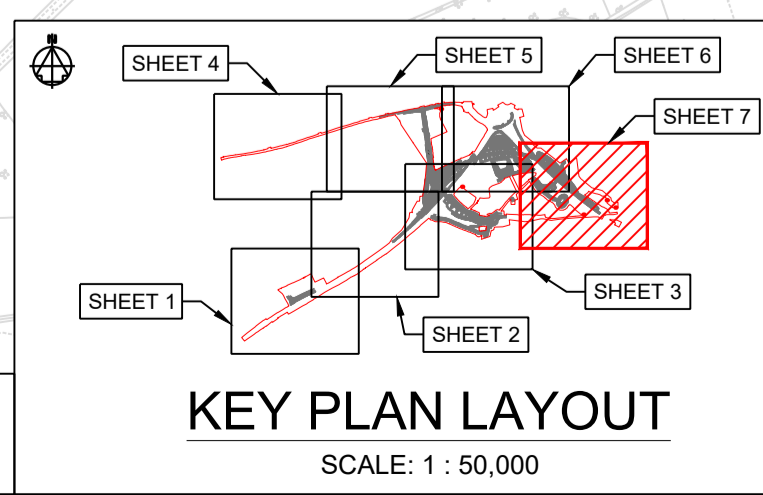 N
SHEET 4
SHEET 5
SHEET 6
SHEET 7
SHEET 1
SHEET 2
SHEET 3
KEY PLAN LAYOUT
SCALE: 1 : 50,000